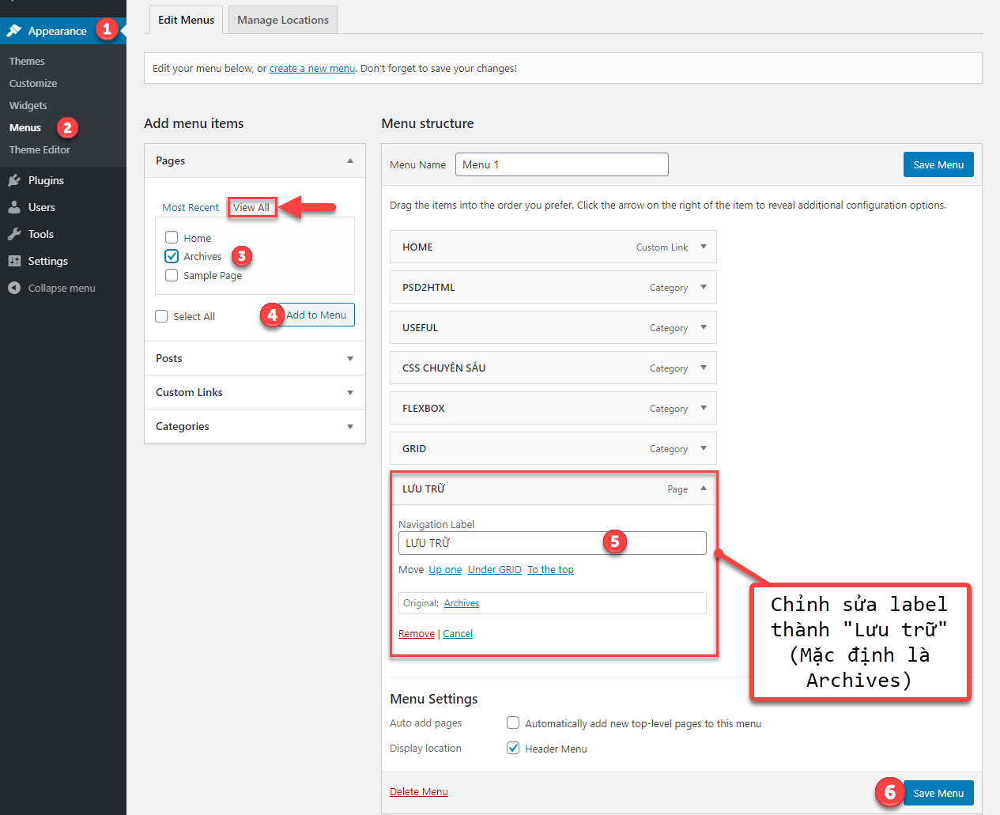 Appearance 1
Themes
Customize
Widgets
Menus 2
Theme Editor
Plugins
Users
Tools
Settings
Collapse menu
Edit Menus
Manage Locations
Edit your menu below, or create a new menu. Don't forget to save your changes!
Add menu items
Pages
Most Recent
View All
Home
Archives 3
Sample Page
Select All
4 Add to Menu
Posts
Custom Links
Categories
Menu structure
Menu Name Menu 1
Save Menu
Drag the items into the order you prefer. Click the arrow on the right of the item to reveal additional configuration options.
HOME Custom Link
PSD2HTML Category
USEFUL Category
CSS CHUYÊN SÂU Category
FLEXBOX Category
GRID Category
LƯU TRỮ Page
Navigation Label
LƯU TRỮ 5
Move Up one Under GRID To the top
Original: Archives
Remove | Cancel
Chỉnh sửa label
thành "Lưu trữ"
(Mặc định là
Archives)
Menu Settings
Auto add pages Automatically add new top-level pages to this menu
Display location Header Menu
Delete Menu
6 Save Menu